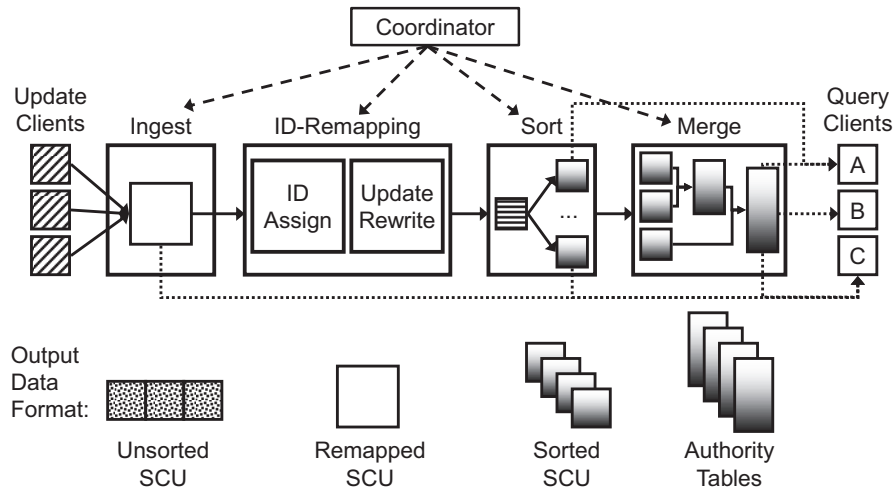 Coordinator
Update
Clients
Ingest
ID-Remapping
Sort
Merge
Query
Clients
ID
Assign
Update
Rewrite
...
A
B
C
Output
Data
Format:
Unsorted
SCU
Remapped
SCU
Sorted
SCU
Authority
Tables